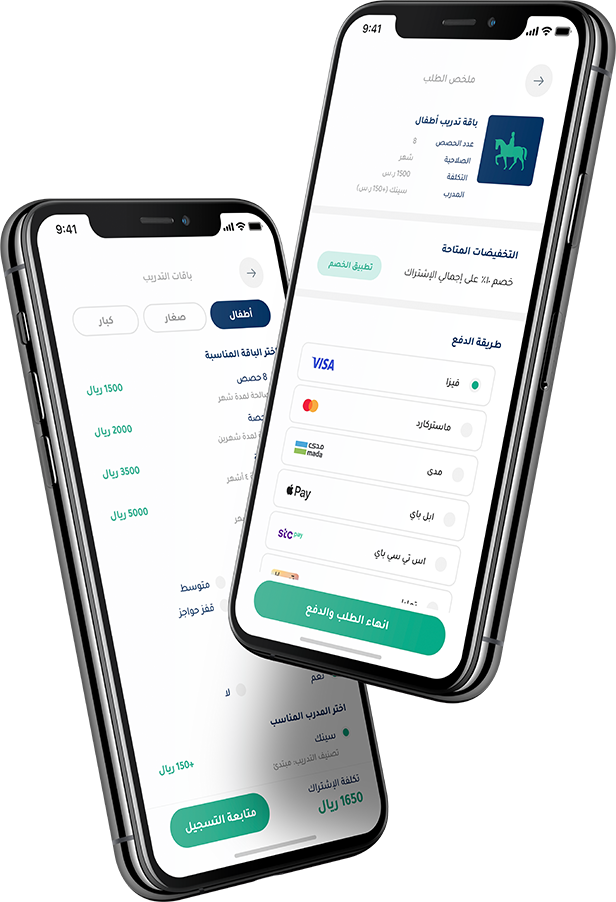 9:41
ملخص الطلب
باقة تدريب أطفال
عدد الحصص 8
الصلاحية شهر
التكلفة 1500 ر.س
المدرب سينك (+150 ر.س)
التخفيضات المتاحة
خصم ١٠٪ على إجمالي الإشتراك
تطبيق الخصم
طريقة الدفع
فيزا VISA
ماستركارد
مدى مدى mada
ابل باي Pay
اس تي سي باي stc pay
انهاء الطلب والدفع
9:41
باقات التدريب
أطفال صغار كبار
اختر الباقة المناسبة
8 حصص 1500 ريال
صالحة لمدة شهر
2000 ريال
لمدة شهرين
3500 ريال
٤ أشهر
5000 ريال
متوسط
قفز حواجز
نعم لا
اختر المدرب المناسب
سينك
تصنيف التدريب: مبتدئ +150 ريال
تكلفة الإشتراك
1650 ريال
متابعة التسجيل